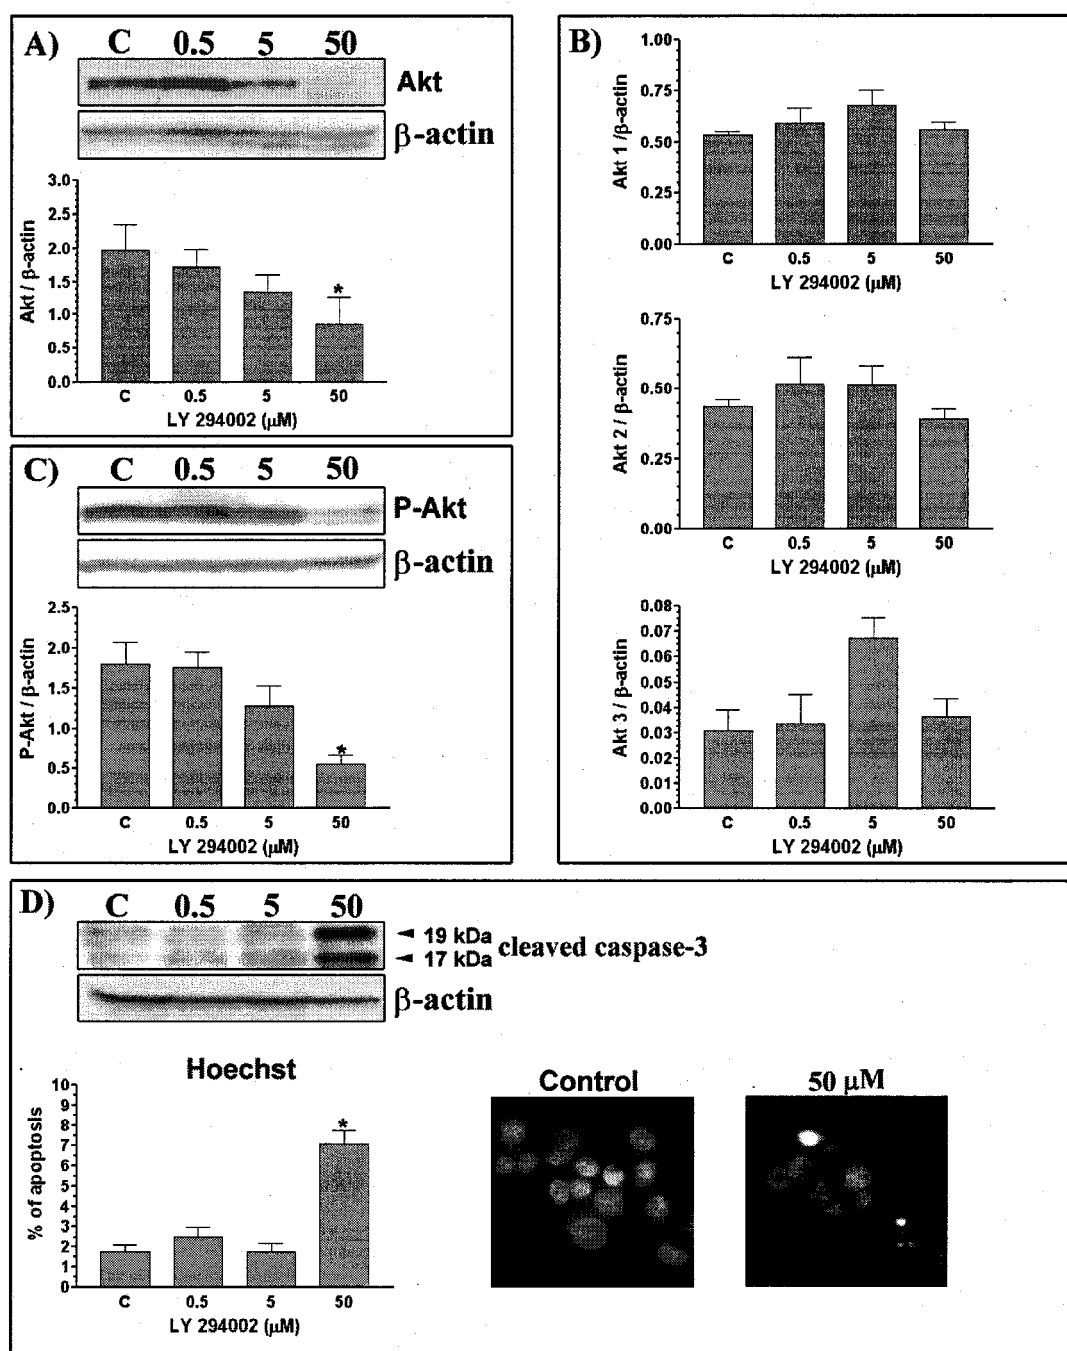 A)
C 0.5 5 50
Akt
β-actin
Akt / β-actin
3.0
2.5
2.0
1.5
1.0
0.5
0.0
*
C 0.5 5 50
LY 294002 (μM)
B)
Akt 1 /β-actin
1.00
0.75
0.50
0.25
0.00
C 0.5 5 50
LY 294002 (μM)
Akt 2 / β-actin
0.75
0.50
0.25
0.00
C 0.5 5 50
LY 294002 (μM)
Akt 3 / β-actin
0.08
0.07
0.06
0.05
0.04
0.03
0.02
0.01
0.00
C 0.5 5 50
LY 294002 (μM)
C)
C 0.5 5 50
P-Akt
β-actin
P-Akt / β-actin
2.5
2.0
1.5
1.0
0.5
0.0
*
C 0.5 5 50
LY 294002 (μM)
D)
C 0.5 5 50
19 kDa
17 kDa
cleaved caspase-3
β-actin
Hoechst
% of apoptosis
10
9
8
7
6
5
4
3
2
1
0
*
C 0.5 5 50
LY 294002 (μM)
Control
50 μM